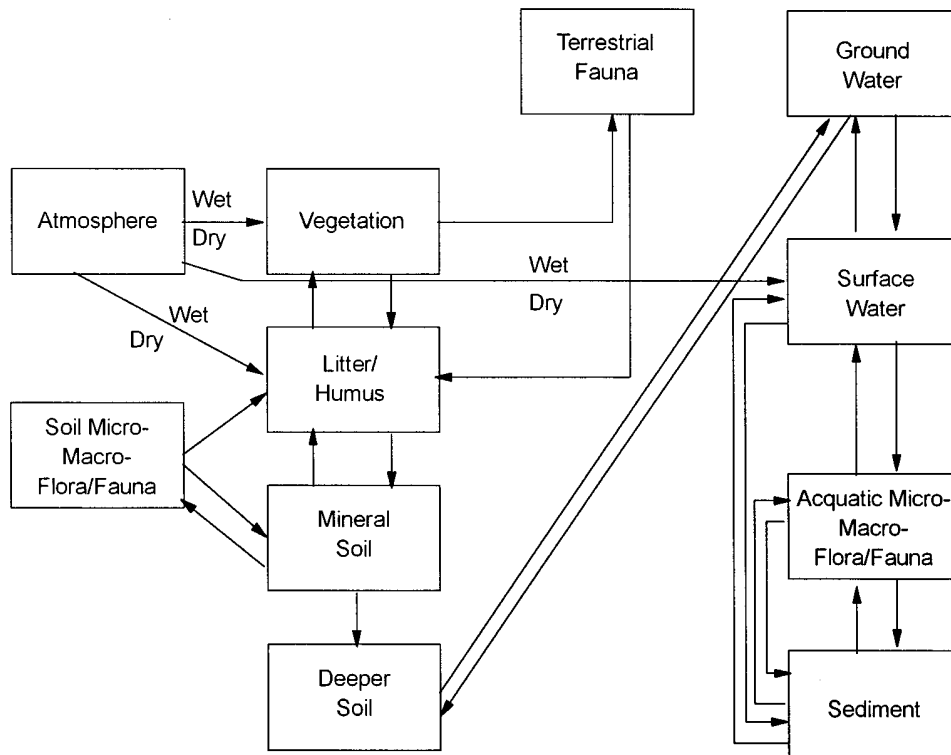 Terrestrial
Fauna
Ground
Water
Atmosphere
Wet
Dry
Vegetation
Wet
Dry
Surface
Water
Wet
Dry
Litter/
Humus
Soil Micro-
Macro-
Flora/Fauna
Mineral
Soil
Acquatic Micro-
Macro-
Flora/Fauna
Deeper
Soil
Sediment